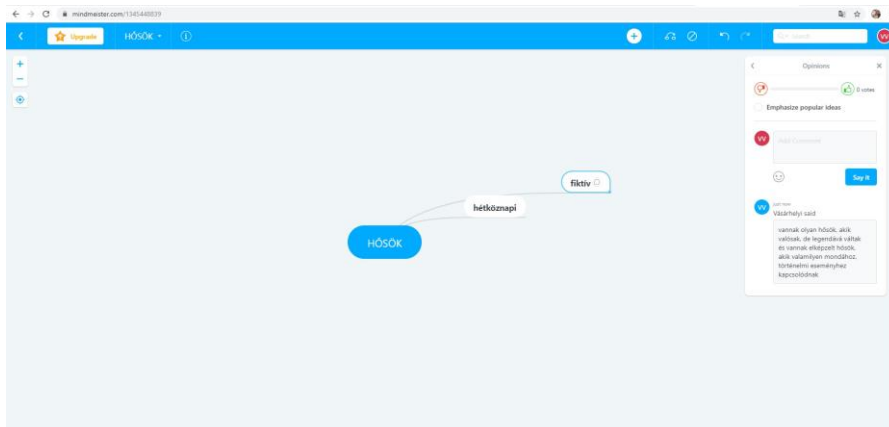 mindmeister.com/1345448839
Upgrade
HŐSÖK
Opinions
0 votes
Emphasize popular ideas
VV
Add Comment
Say it
VV
just now
Vásárhelyi said
vannak olyan hősök, akik
valósak, de legendává váltak
és vannak elképzelt hősök,
akik valamilyen mondához,
történelmi eseményhez
kapcsolódnak
fiktív
hétköznapi
HŐSÖK